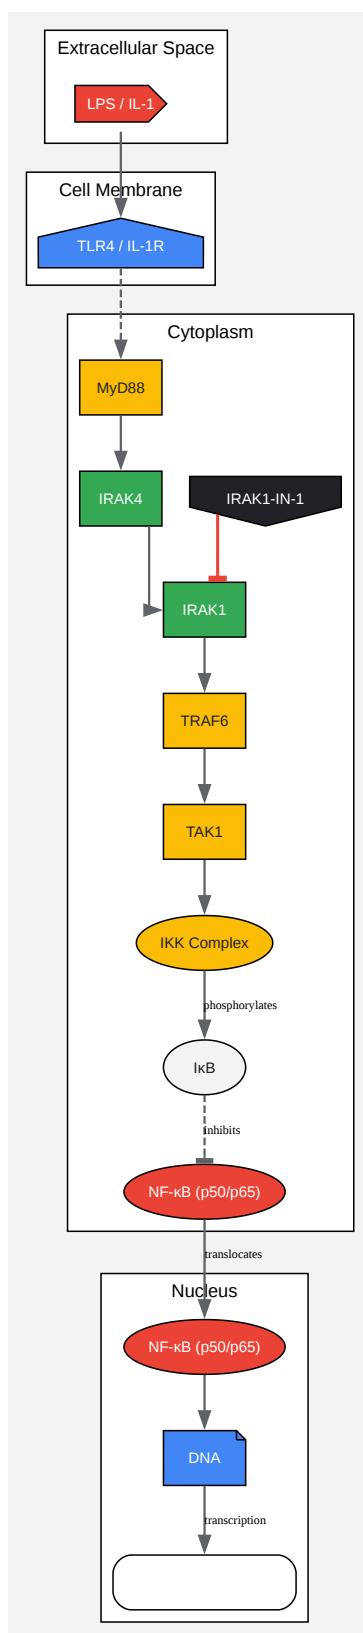 Extracellular Space
LPS / IL-1
Cell Membrane
TLR4 / IL-1R
Cytoplasm
MyD88
IRAK4
IRAK1-IN-1
IRAK1
TRAF6
TAK1
IKK Complex
phosphorylates
IκB
inhibits
NF-κB (p50/p65)
translocates
Nucleus
NF-κB (p50/p65)
DNA
transcription